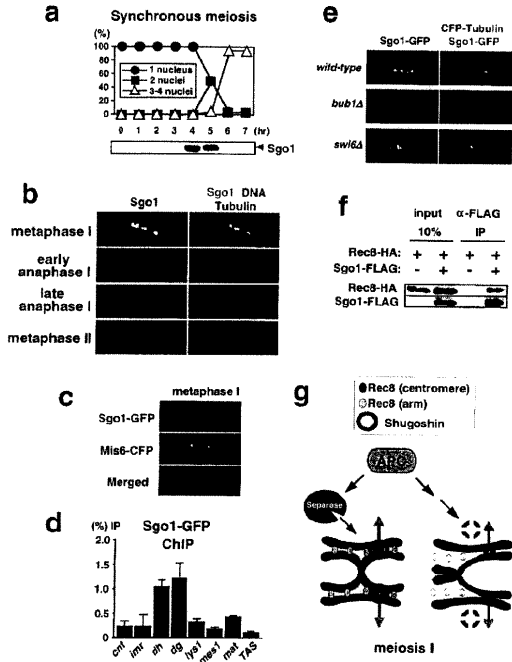 a
Synchronous meiosis
(%)
100
80
60
40
20
0
1 nucleus
2 nuclei
3-4 nuclei
0 1 2 3 4 5 6 7 (hr)
Sgo1
b
Sgo1
Sgo1 DNA
Tubulin
metaphase I
early
anaphase I
late
anaphase I
metaphase II
c
metaphase I
Sgo1-GFP
Mis6-CFP
Merged
d
(%) IP
Sgo1-GFP
ChIP
2.0
1.5
1.0
0.5
0
cnt imr dh dg lys1 mes1 mat TAS
e
Sgo1-GFP
CFP-Tubulin
Sgo1-GFP
wild-type
bub1Δ
swi6Δ
f
input α-FLAG
10% IP
Rec8-HA: + + + +
Sgo1-FLAG: - + - +
Rec8-HA
Sgo1-FLAG
g
Rec8 (centromere)
Rec8 (arm)
Shugoshin
APC
Separase
meiosis I